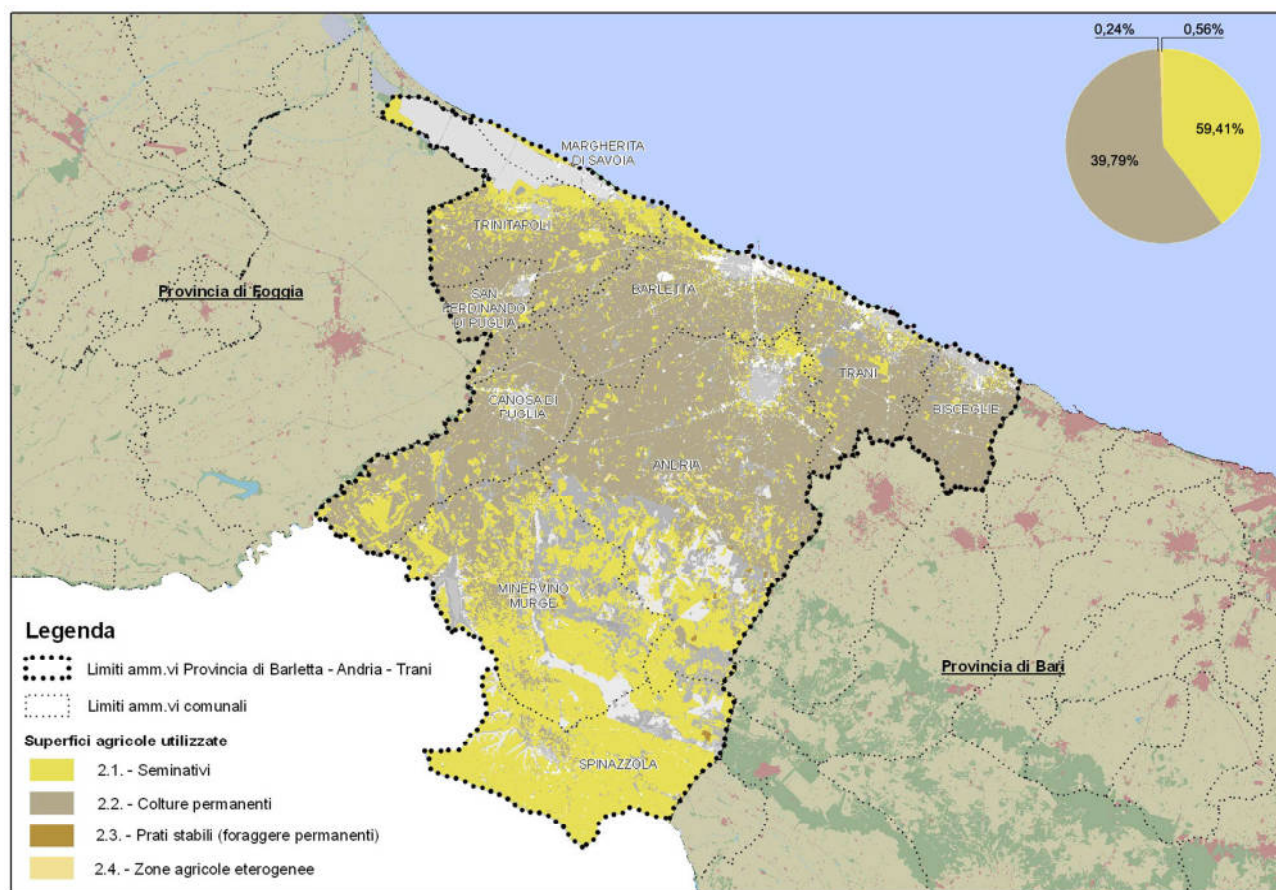 0,24%
0,56%
59,41%
39,79%
MARGHERITA
DI SAVOIA
TRINITAPOLI
Provincia di Foggia
SAN
FERDINANDO
DI PUGLIA
BARLETTA
TRANI
CANOSA DI
PUGLIA
BISCEGLIE
ANDRIA
MINERVINO
MURGE
Provincia di Bari
SPINAZZOLA
Legenda
Limiti amm.vi Provincia di Barletta - Andria - Trani
Limiti amm.vi comunali
Superfici agricole utilizzate
2.1. - Seminativi
2.2. - Colture permanenti
2.3. - Prati stabili (foraggere permanenti)
2.4. - Zone agricole eterogenee